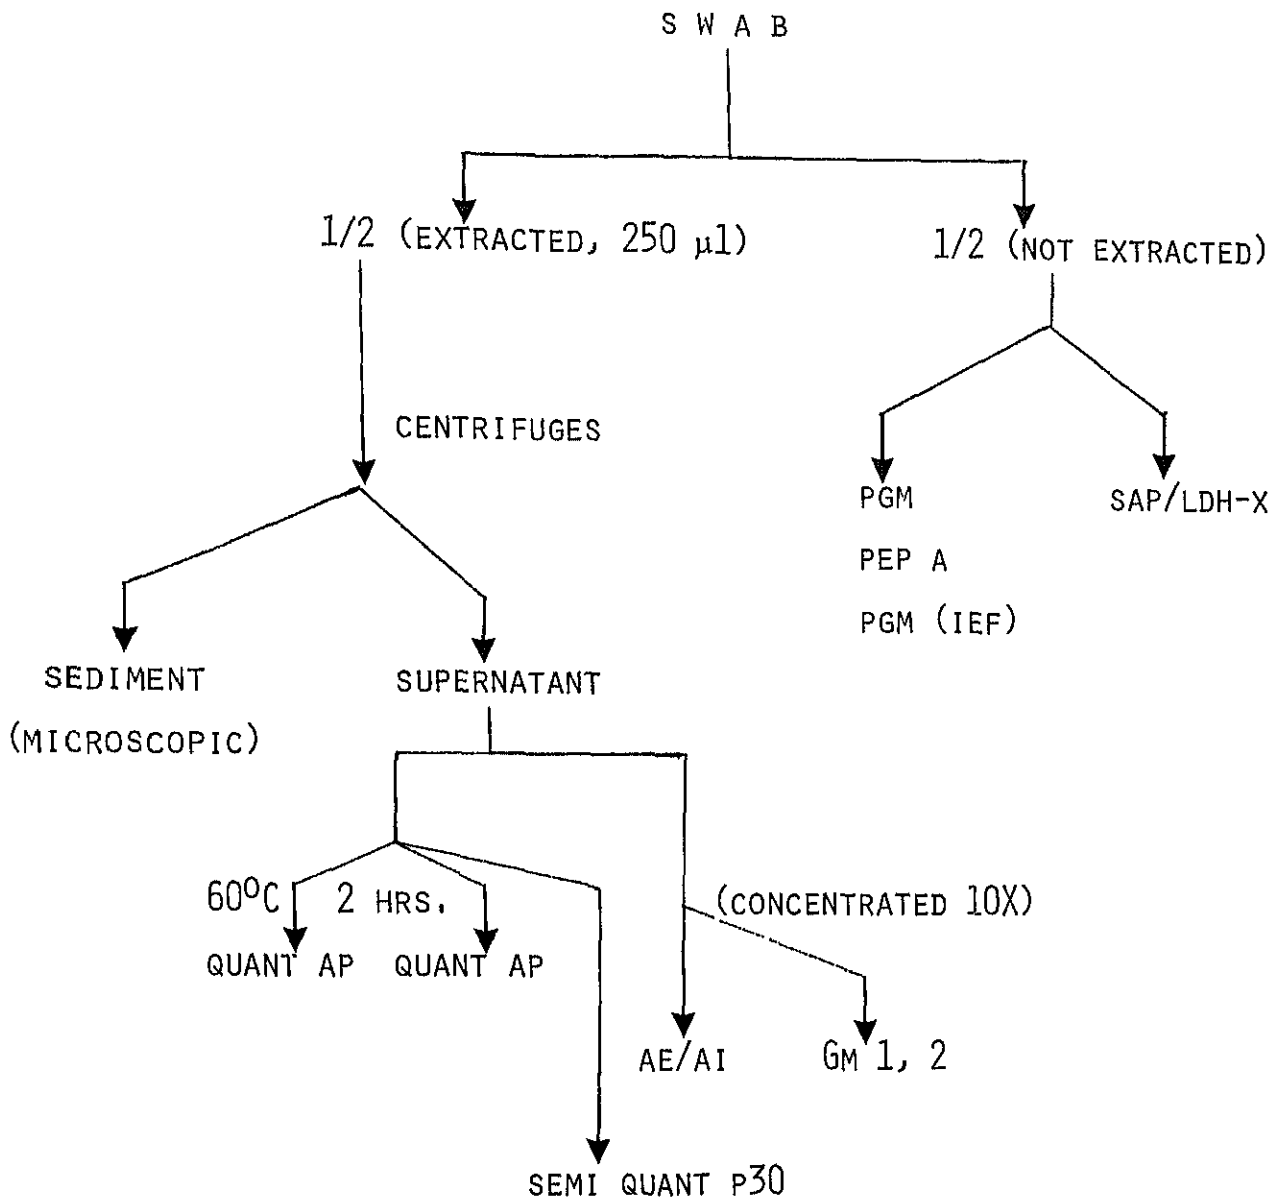 S W A B
1/2 (EXTRACTED, 250 µl)
1/2 (NOT EXTRACTED)
CENTRIFUGES
PGM
SAP/LDH-X
PEP A
PGM (IEF)
SEDIMENT
SUPERNATANT
(MICROSCOPIC)
60ºC 2 HRS.
(CONCENTRATED 10X)
QUANT AP QUANT AP
AE/AI
GM 1, 2
SEMI QUANT P30